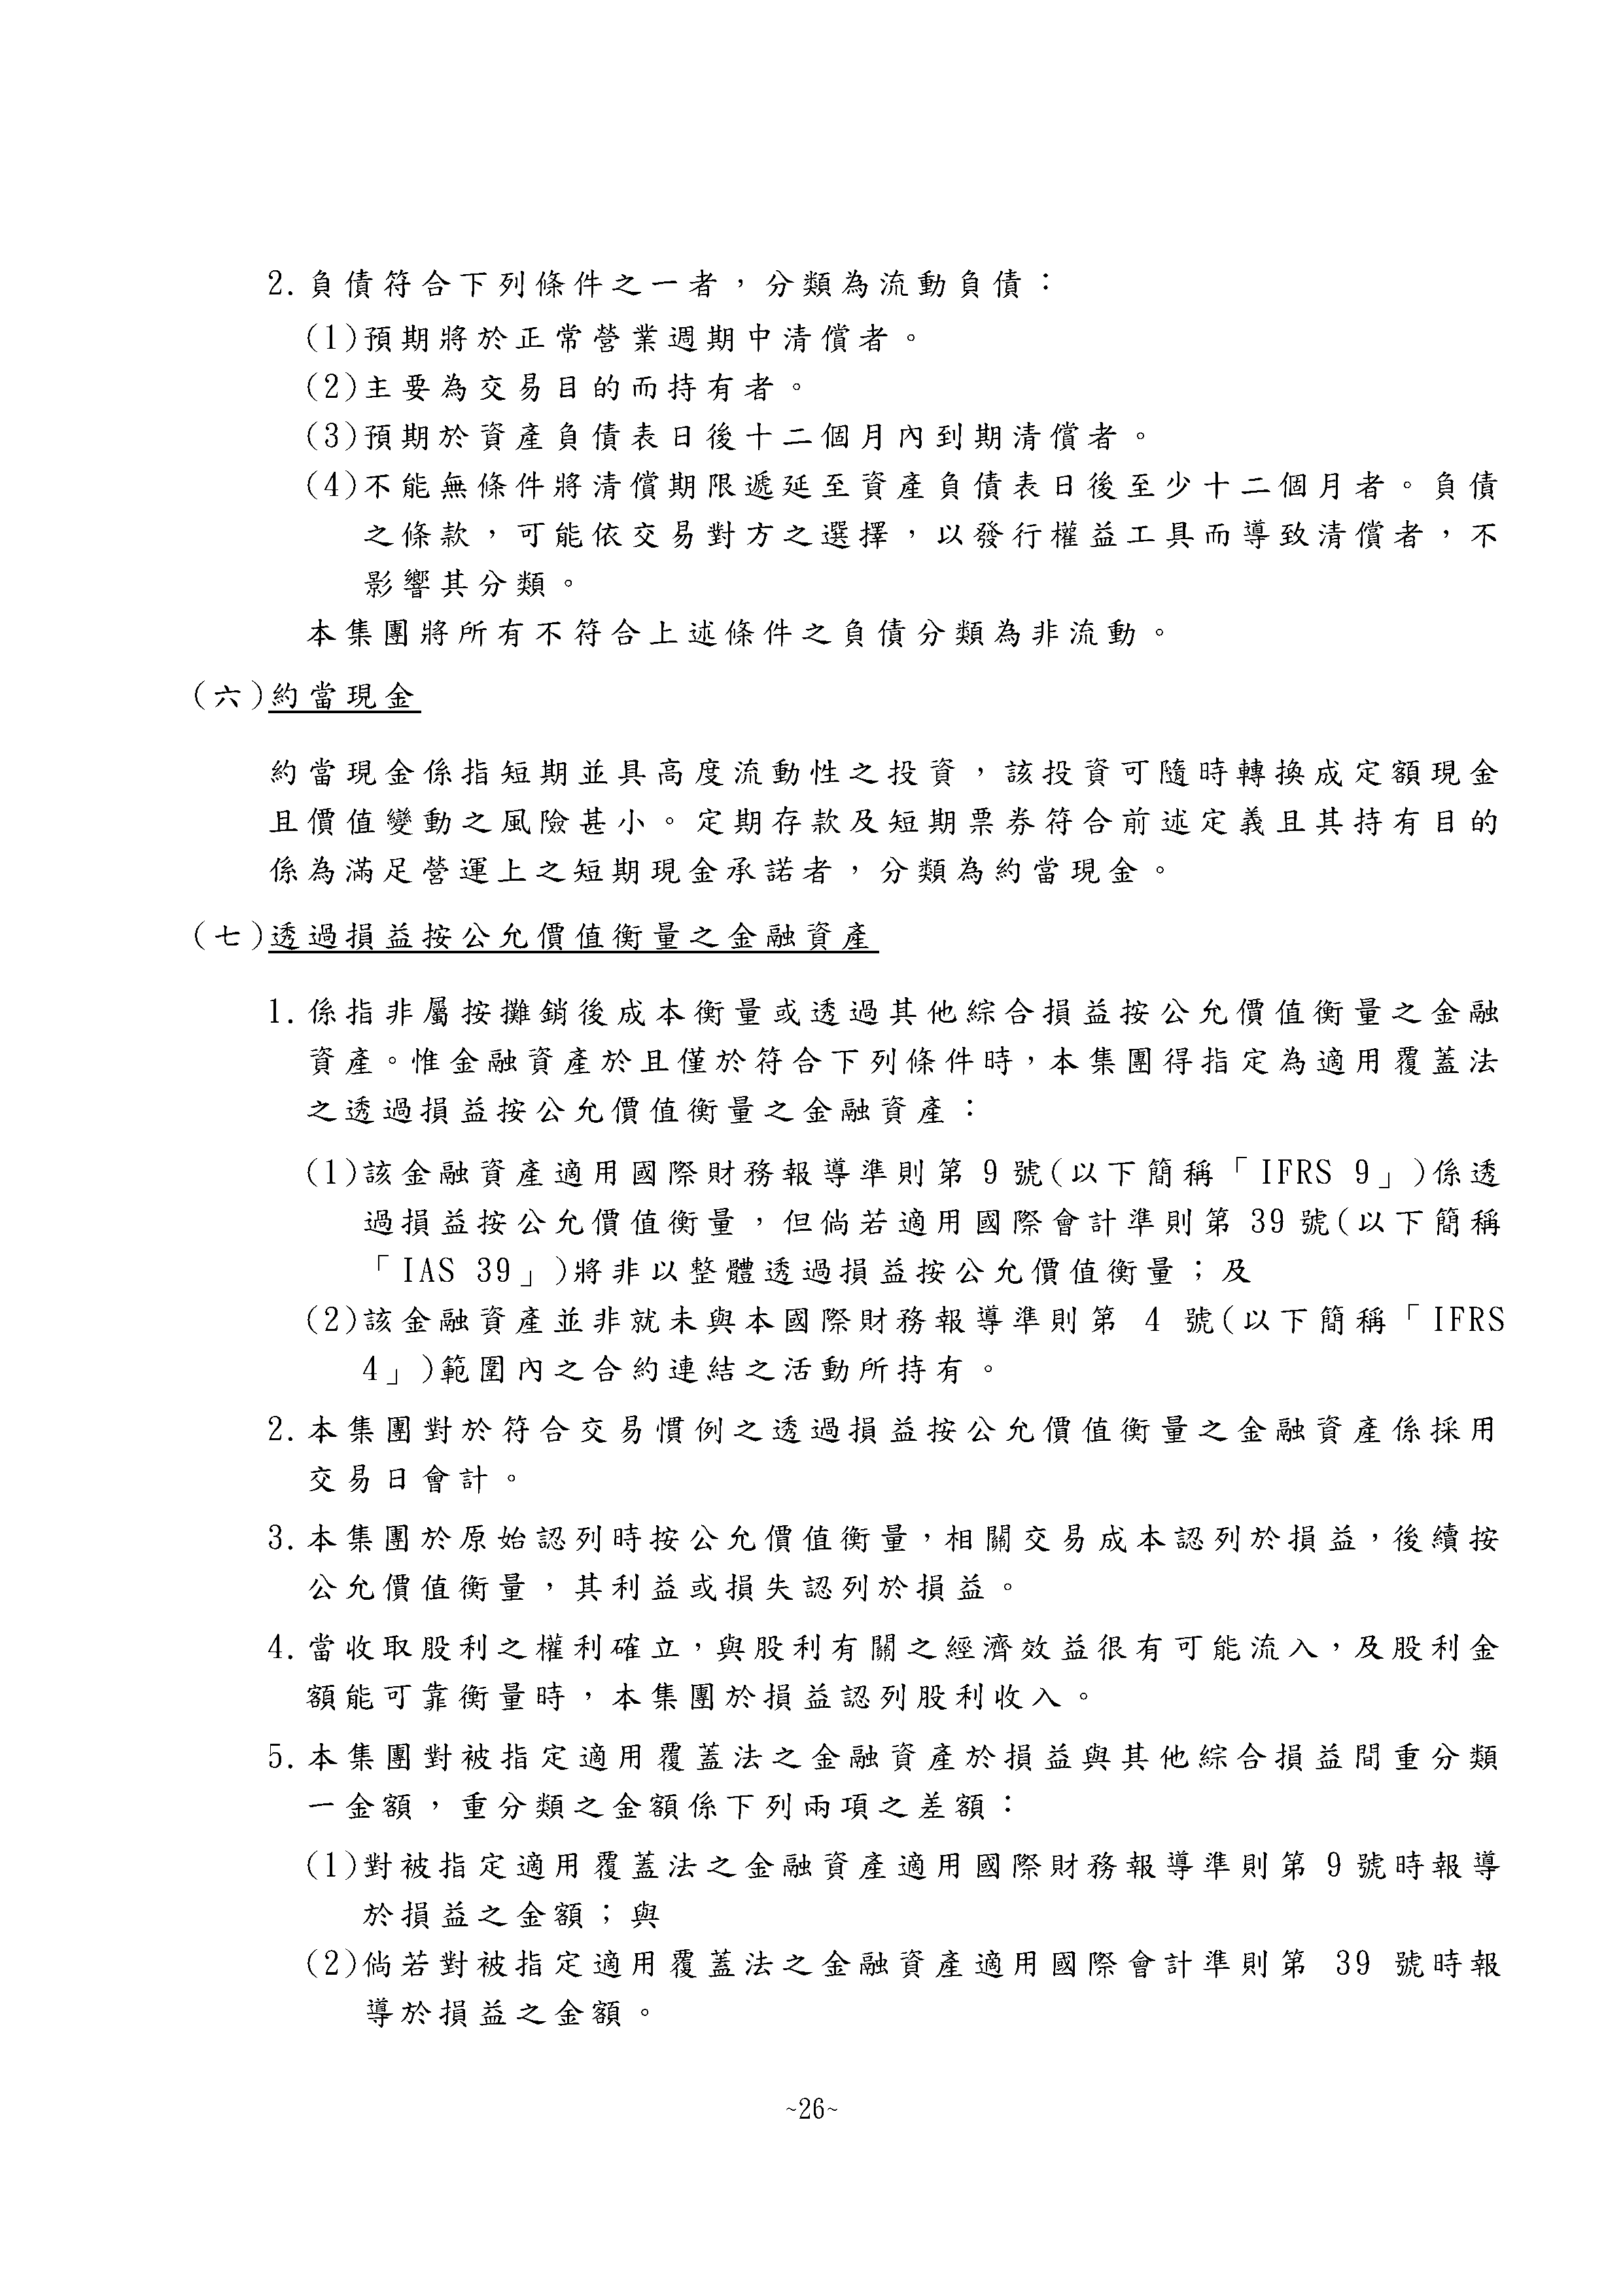 2.負債符合下列條件之一者，分類為流動負債：
(1)預期將於正常營業週期中清償者。
(2)主要為交易目的而持有者。
(3)預期於資產負債表日後十二個月內到期清償者。
(4)不能無條件將清償期限遞延至資產負債表日後至少十二個月者。負債
之條款，可能依交易對方之選擇，以發行權益工具而導致清償者，不
影響其分類。
本集團將所有不符合上述條件之負債分類為非流動。
(六)約當現金
約當現金係指短期並具高度流動性之投資，該投資可隨時轉換成定額現金
且價值變動之風險甚小。定期存款及短期票券符合前述定義且其持有目的
係為滿足營運上之短期現金承諾者，分類為約當現金。
(七)透過損益按公允價值衡量之金融資產
1.係指非屬按攤銷後成本衡量或透過其他綜合損益按公允價值衡量之金融
資產。惟金融資產於且僅於符合下列條件時，本集團得指定為適用覆蓋法
之透過損益按公允價值衡量之金融資產：
(1)該金融資產適用國際財務報導準則第 9 號(以下簡稱「IFRS 9」)係透
過損益按公允價值衡量，但倘若適用國際會計準則第 39 號(以下簡稱
「IAS 39」)將非以整體透過損益按公允價值衡量；及
(2)該金融資產並非就未與本國際財務報導準則第 4 號(以下簡稱「IFRS
4」)範圍內之合約連結之活動所持有。
2.本集團對於符合交易慣例之透過損益按公允價值衡量之金融資產係採用
交易日會計。
3.本集團於原始認列時按公允價值衡量，相關交易成本認列於損益，後續按
公允價值衡量，其利益或損失認列於損益。
4.當收取股利之權利確立，與股利有關之經濟效益很有可能流入，及股利金
額能可靠衡量時，本集團於損益認列股利收入。
5.本集團對被指定適用覆蓋法之金融資產於損益與其他綜合損益間重分類
一金額，重分類之金額係下列兩項之差額：
(1)對被指定適用覆蓋法之金融資產適用國際財務報導準則第 9 號時報導
於損益之金額；與
(2)倘若對被指定適用覆蓋法之金融資產適用國際會計準則第 39 號時報
導於損益之金額。
~26~